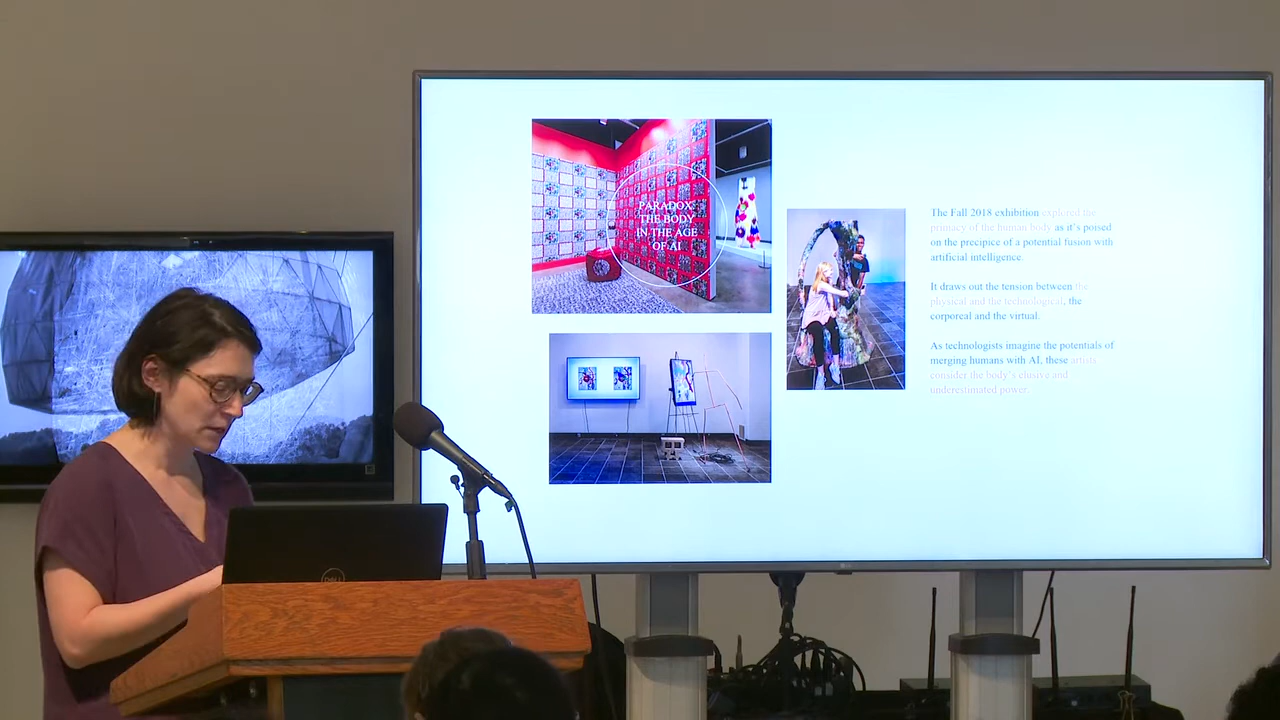 PARADOX:
THE BODY
IN THE AGE
OF AI
The Fall 2018 exhibition explored the
primacy of the human body as it's poised
on the precipice of a potential fusion with
artificial intelligence.
It draws out the tension between the
physical and the technological, the
corporeal and the virtual.
As technologists imagine the potentials of
merging humans with AI, these artists
consider the body's elusive and
underestimated power.
DELL
LG